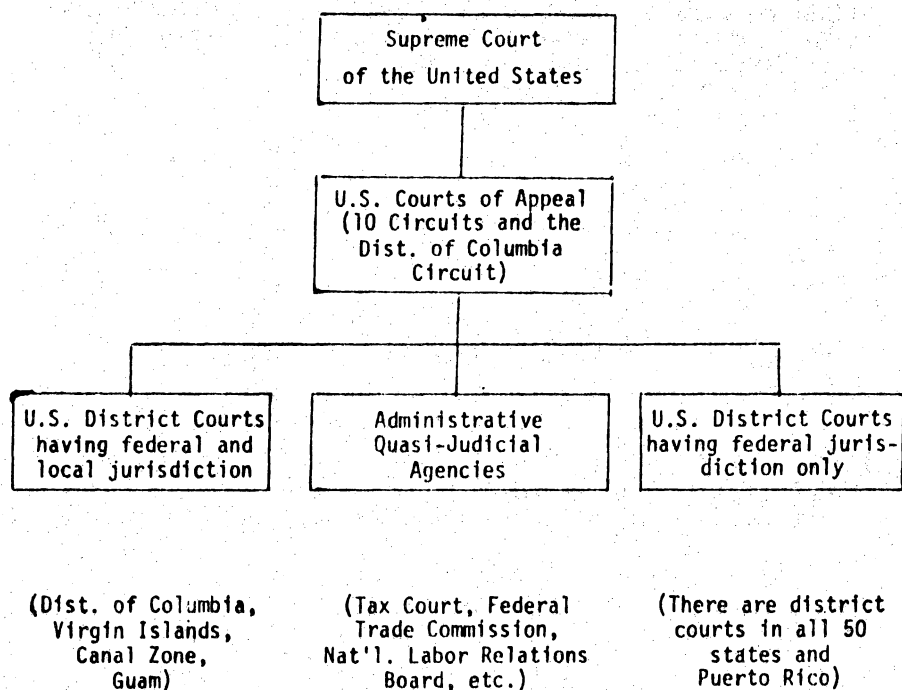 Supreme Court
of the United States
U.S. Courts of Appeal
(10 Circuits and the
Dist. of Columbia
Circuit)
U.S. District Courts
having federal and
local jurisdiction
Administrative
Quasi-Judicial
Agencies
U.S. District Courts
having federal juris-
diction only
(Dist. of Columbia,
Virgin Islands,
Canal Zone,
Guam)
(Tax Court, Federal
Trade Commission,
Nat'l. Labor Relations
Board, etc.)
(There are district
courts in all 50
states and
Puerto Rico)